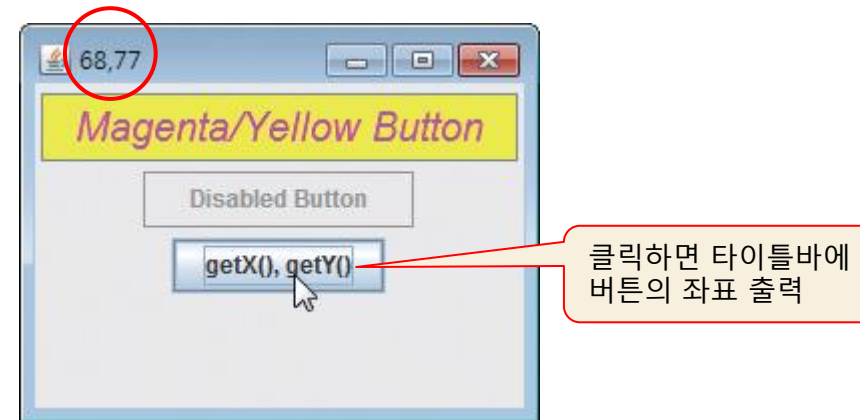 68,77
Magenta/Yellow Button
Disabled Button
getX(), getY()
클릭하면 타이틀바에
버튼의 좌표 출력